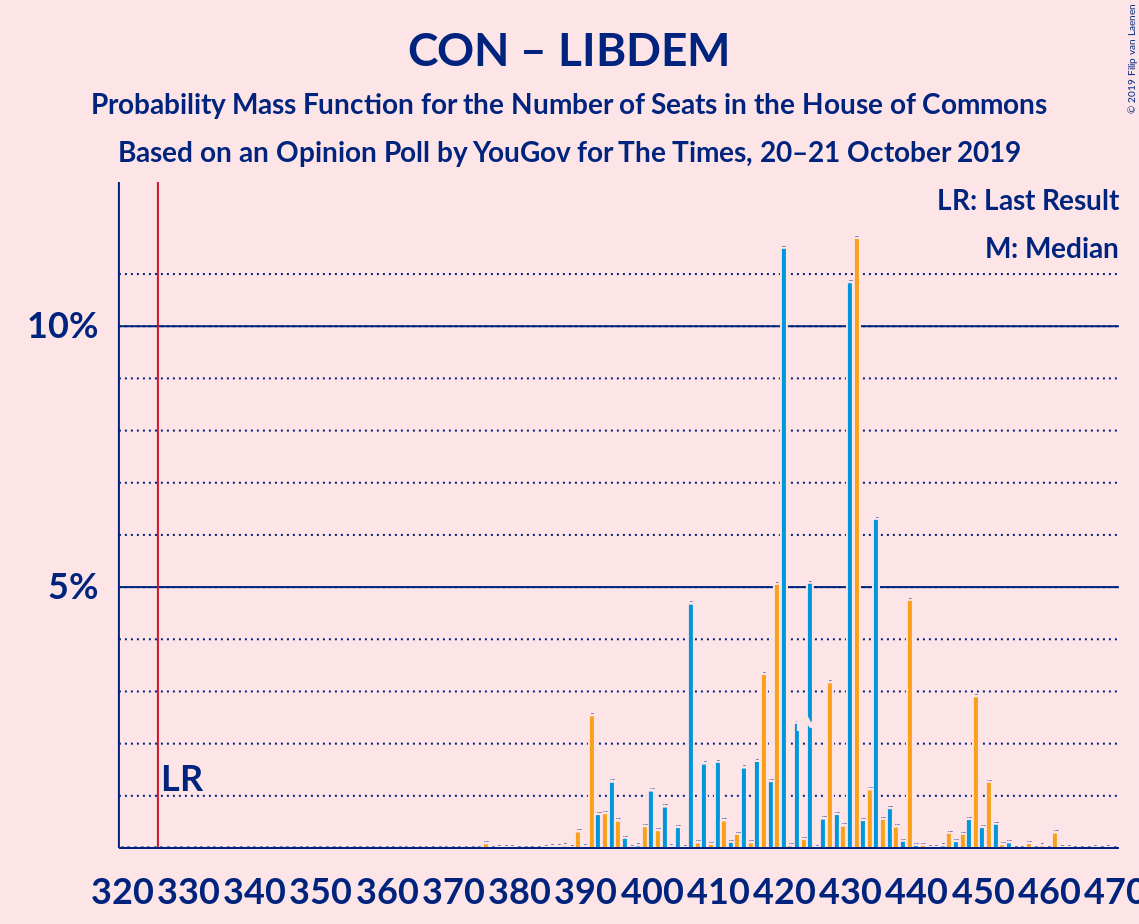 CON – LIBDEM
Probability Mass Function for the Number of Seats in the House of Commons
Based on an Opinion Poll by YouGov for The Times, 20–21 October 2019
© 2019 Filip van Laenen
LR: Last Result
M: Median
10%
5%
LR
320 330 340 350 360 370 380 390 400 410 420 430 440 450 460 470